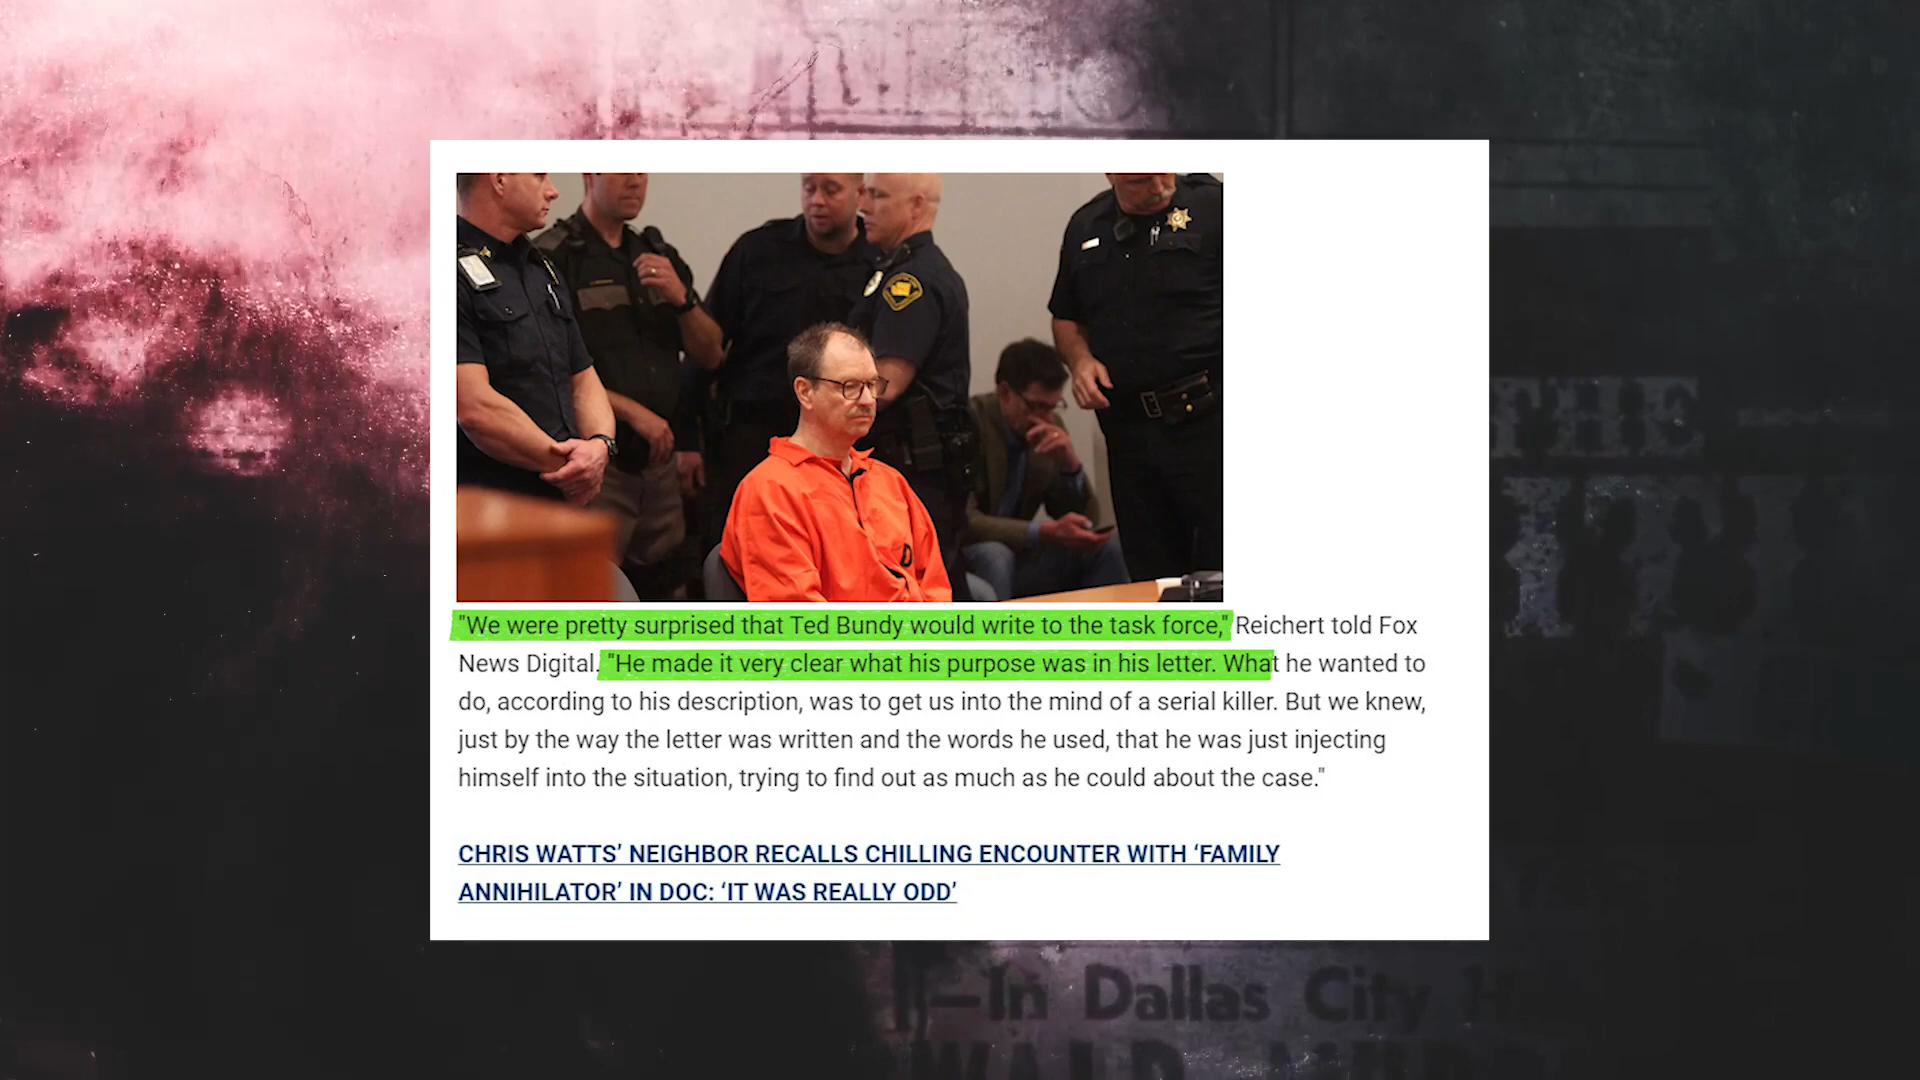 "We were pretty surprised that Ted Bundy would write to the task force," Reichert told Fox
News Digital. "He made it very clear what his purpose was in his letter. What he wanted to
do, according to his description, was to get us into the mind of a serial killer. But we knew,
just by the way the letter was written and the words he used, that he was just injecting
himself into the situation, trying to find out as much as he could about the case."
CHRIS WATTS’ NEIGHBOR RECALLS CHILLING ENCOUNTER WITH ‘FAMILY
ANNIHILATOR’ IN DOC: ‘IT WAS REALLY ODD’
THE
—In Dallas City H